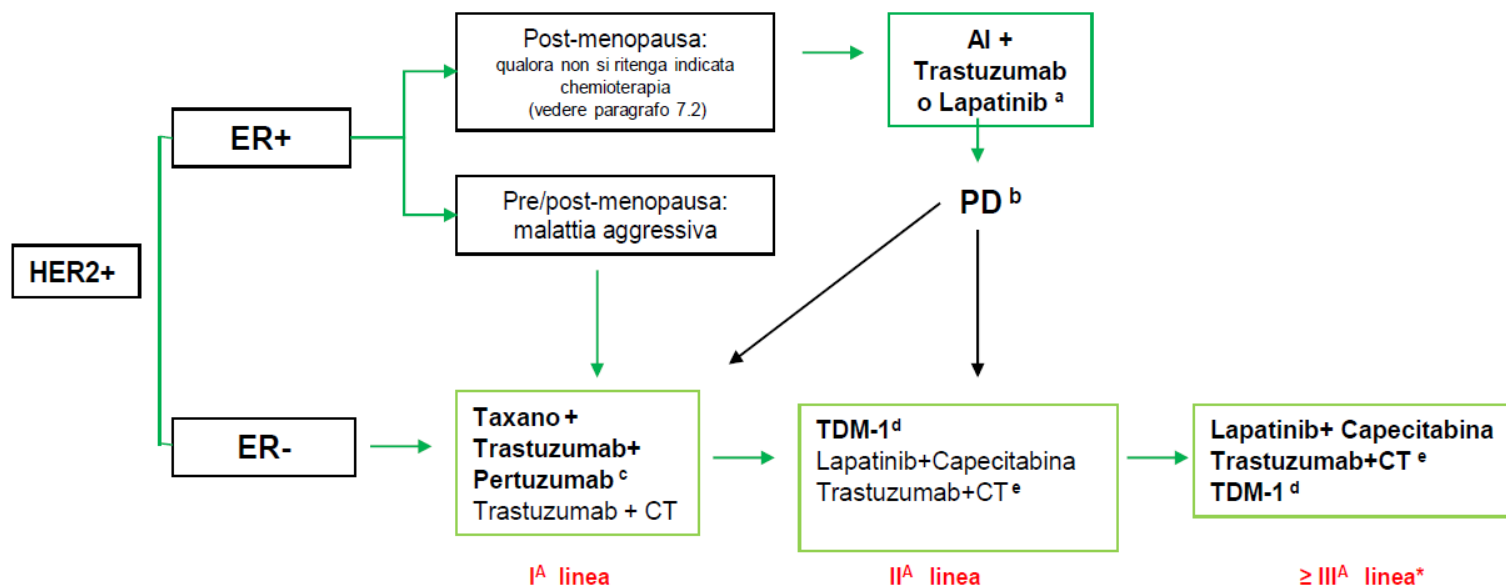 HER2+
ER+
Post-menopausa:
qualora non si ritenga indicata
chemioterapia
(vedere paragrafo 7.2)
AI +
Trastuzumab
o Lapatinib a
Pre/post-menopausa:
malattia aggressiva
PD b
ER-
Taxano +
Trastuzumab+
Pertuzumab c
Trastuzumab + CT
TDM-1 d
Lapatinib+Capecitabina
Trastuzumab+CT e
Lapatinib+ Capecitabina
Trastuzumab+CT e
TDM-1 d
IA linea
IIA linea
≥ IIIA linea*